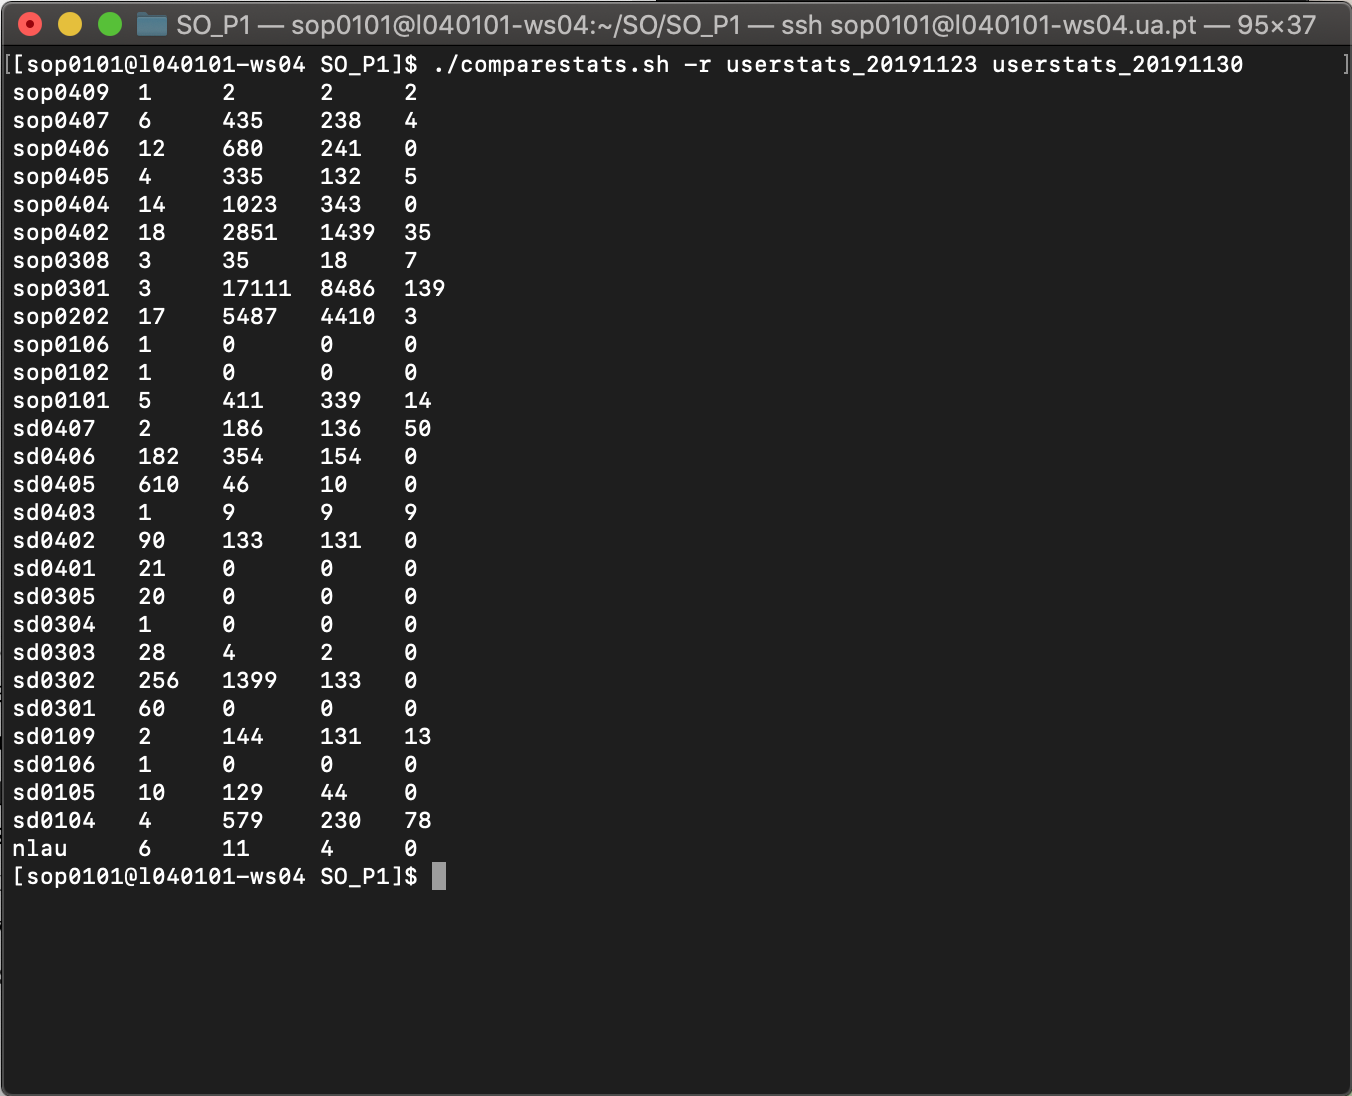 SO_P1 — sop0101@l040101-ws04:~/SO/SO_P1 — ssh sop0101@l040101-ws04.ua.pt — 95×37
[[sop0101@l040101-ws04 SO_P1]$ ./comparestats.sh -r userstats_20191123 userstats_20191130 ]
sop0409 1 2 2 2
sop0407 6 435 238 4
sop0406 12 680 241 0
sop0405 4 335 132 5
sop0404 14 1023 343 0
sop0402 18 2851 1439 35
sop0308 3 35 18 7
sop0301 3 17111 8486 139
sop0202 17 5487 4410 3
sop0106 1 0 0 0
sop0102 1 0 0 0
sop0101 5 411 339 14
sd0407 2 186 136 50
sd0406 182 354 154 0
sd0405 610 46 10 0
sd0403 1 9 9 9
sd0402 90 133 131 0
sd0401 21 0 0 0
sd0305 20 0 0 0
sd0304 1 0 0 0
sd0303 28 4 2 0
sd0302 256 1399 133 0
sd0301 60 0 0 0
sd0109 2 144 131 13
sd0106 1 0 0 0
sd0105 10 129 44 0
sd0104 4 579 230 78
nlau 6 11 4 0
[sop0101@l040101-ws04 SO_P1]$